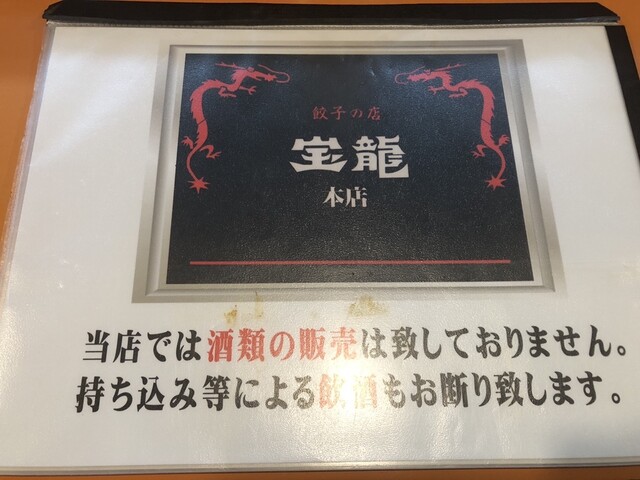 餃子の店
宝龍
本店
当店では酒類の販売は致しておりません。
持ち込み等による飲酒もお断り致します。